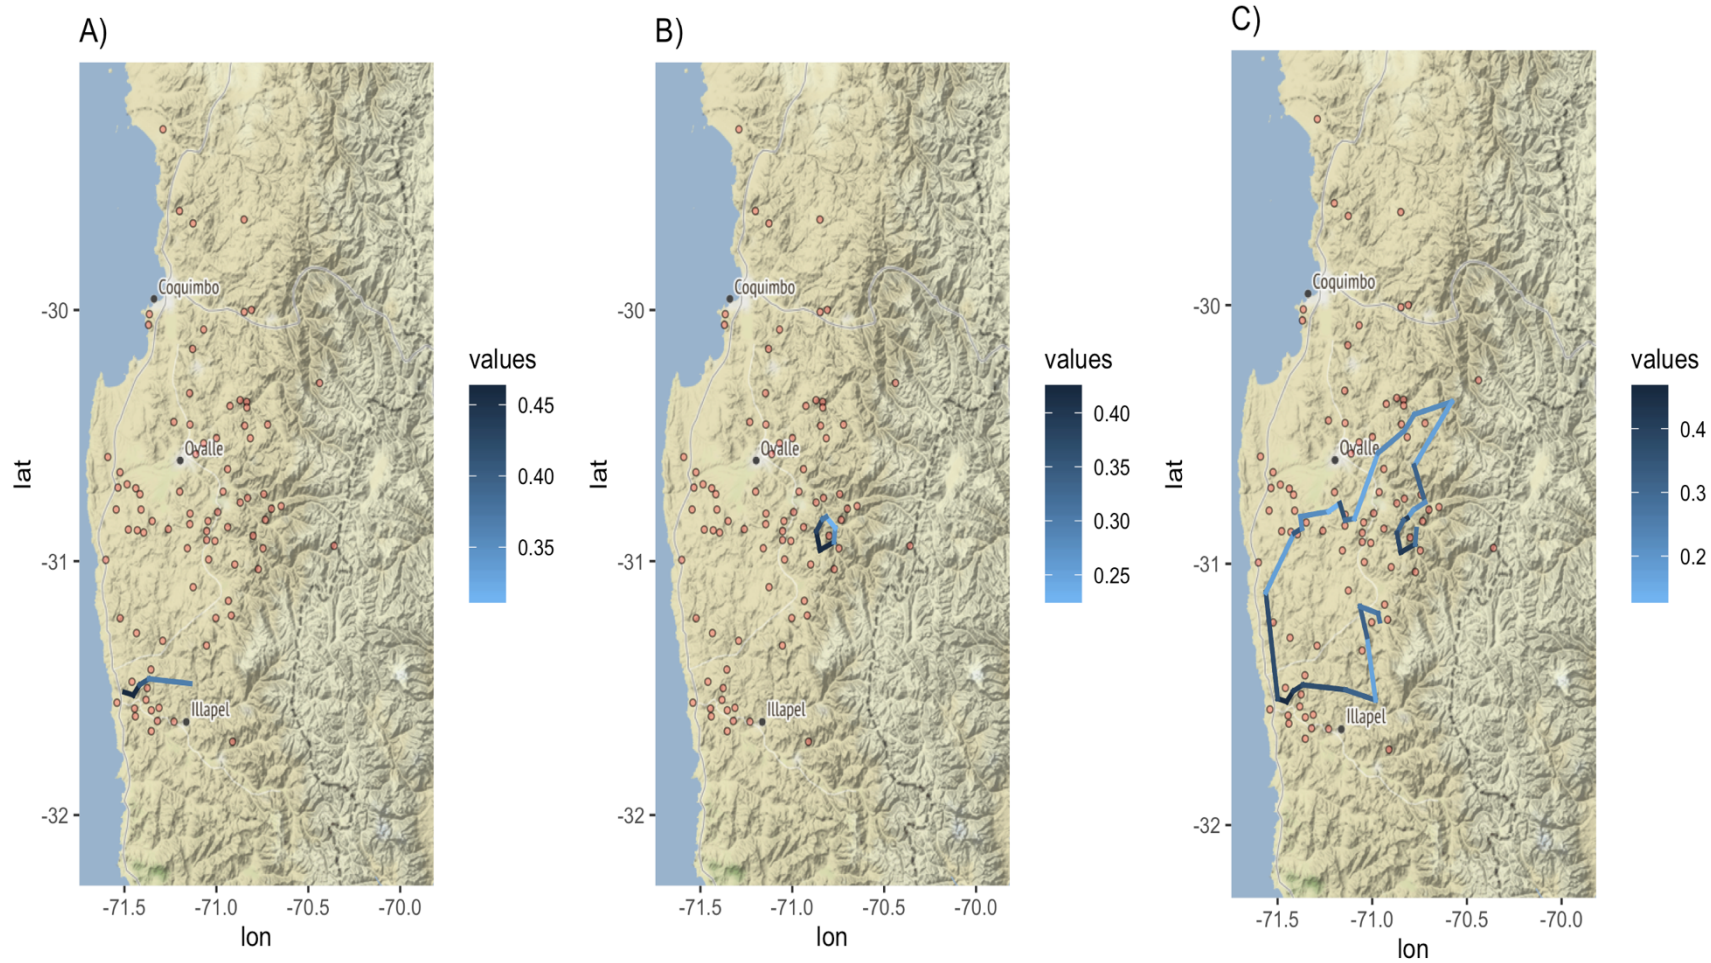 A)
B)
C)
Coquimbo
Ovalle
Illapel
-30
-31
-32
lat
-71.5
-71.0
-70.5
-70.0
lon
values
0.45
0.40
0.35
Coquimbo
Ovalle
Illapel
-30
-31
-32
lat
-71.5
-71.0
-70.5
-70.0
lon
values
0.40
0.35
0.30
0.25
Coquimbo
Ovalle
Illapel
-30
-31
-32
lat
-71.5
-71.0
-70.5
-70.0
lon
values
0.4
0.3
0.2